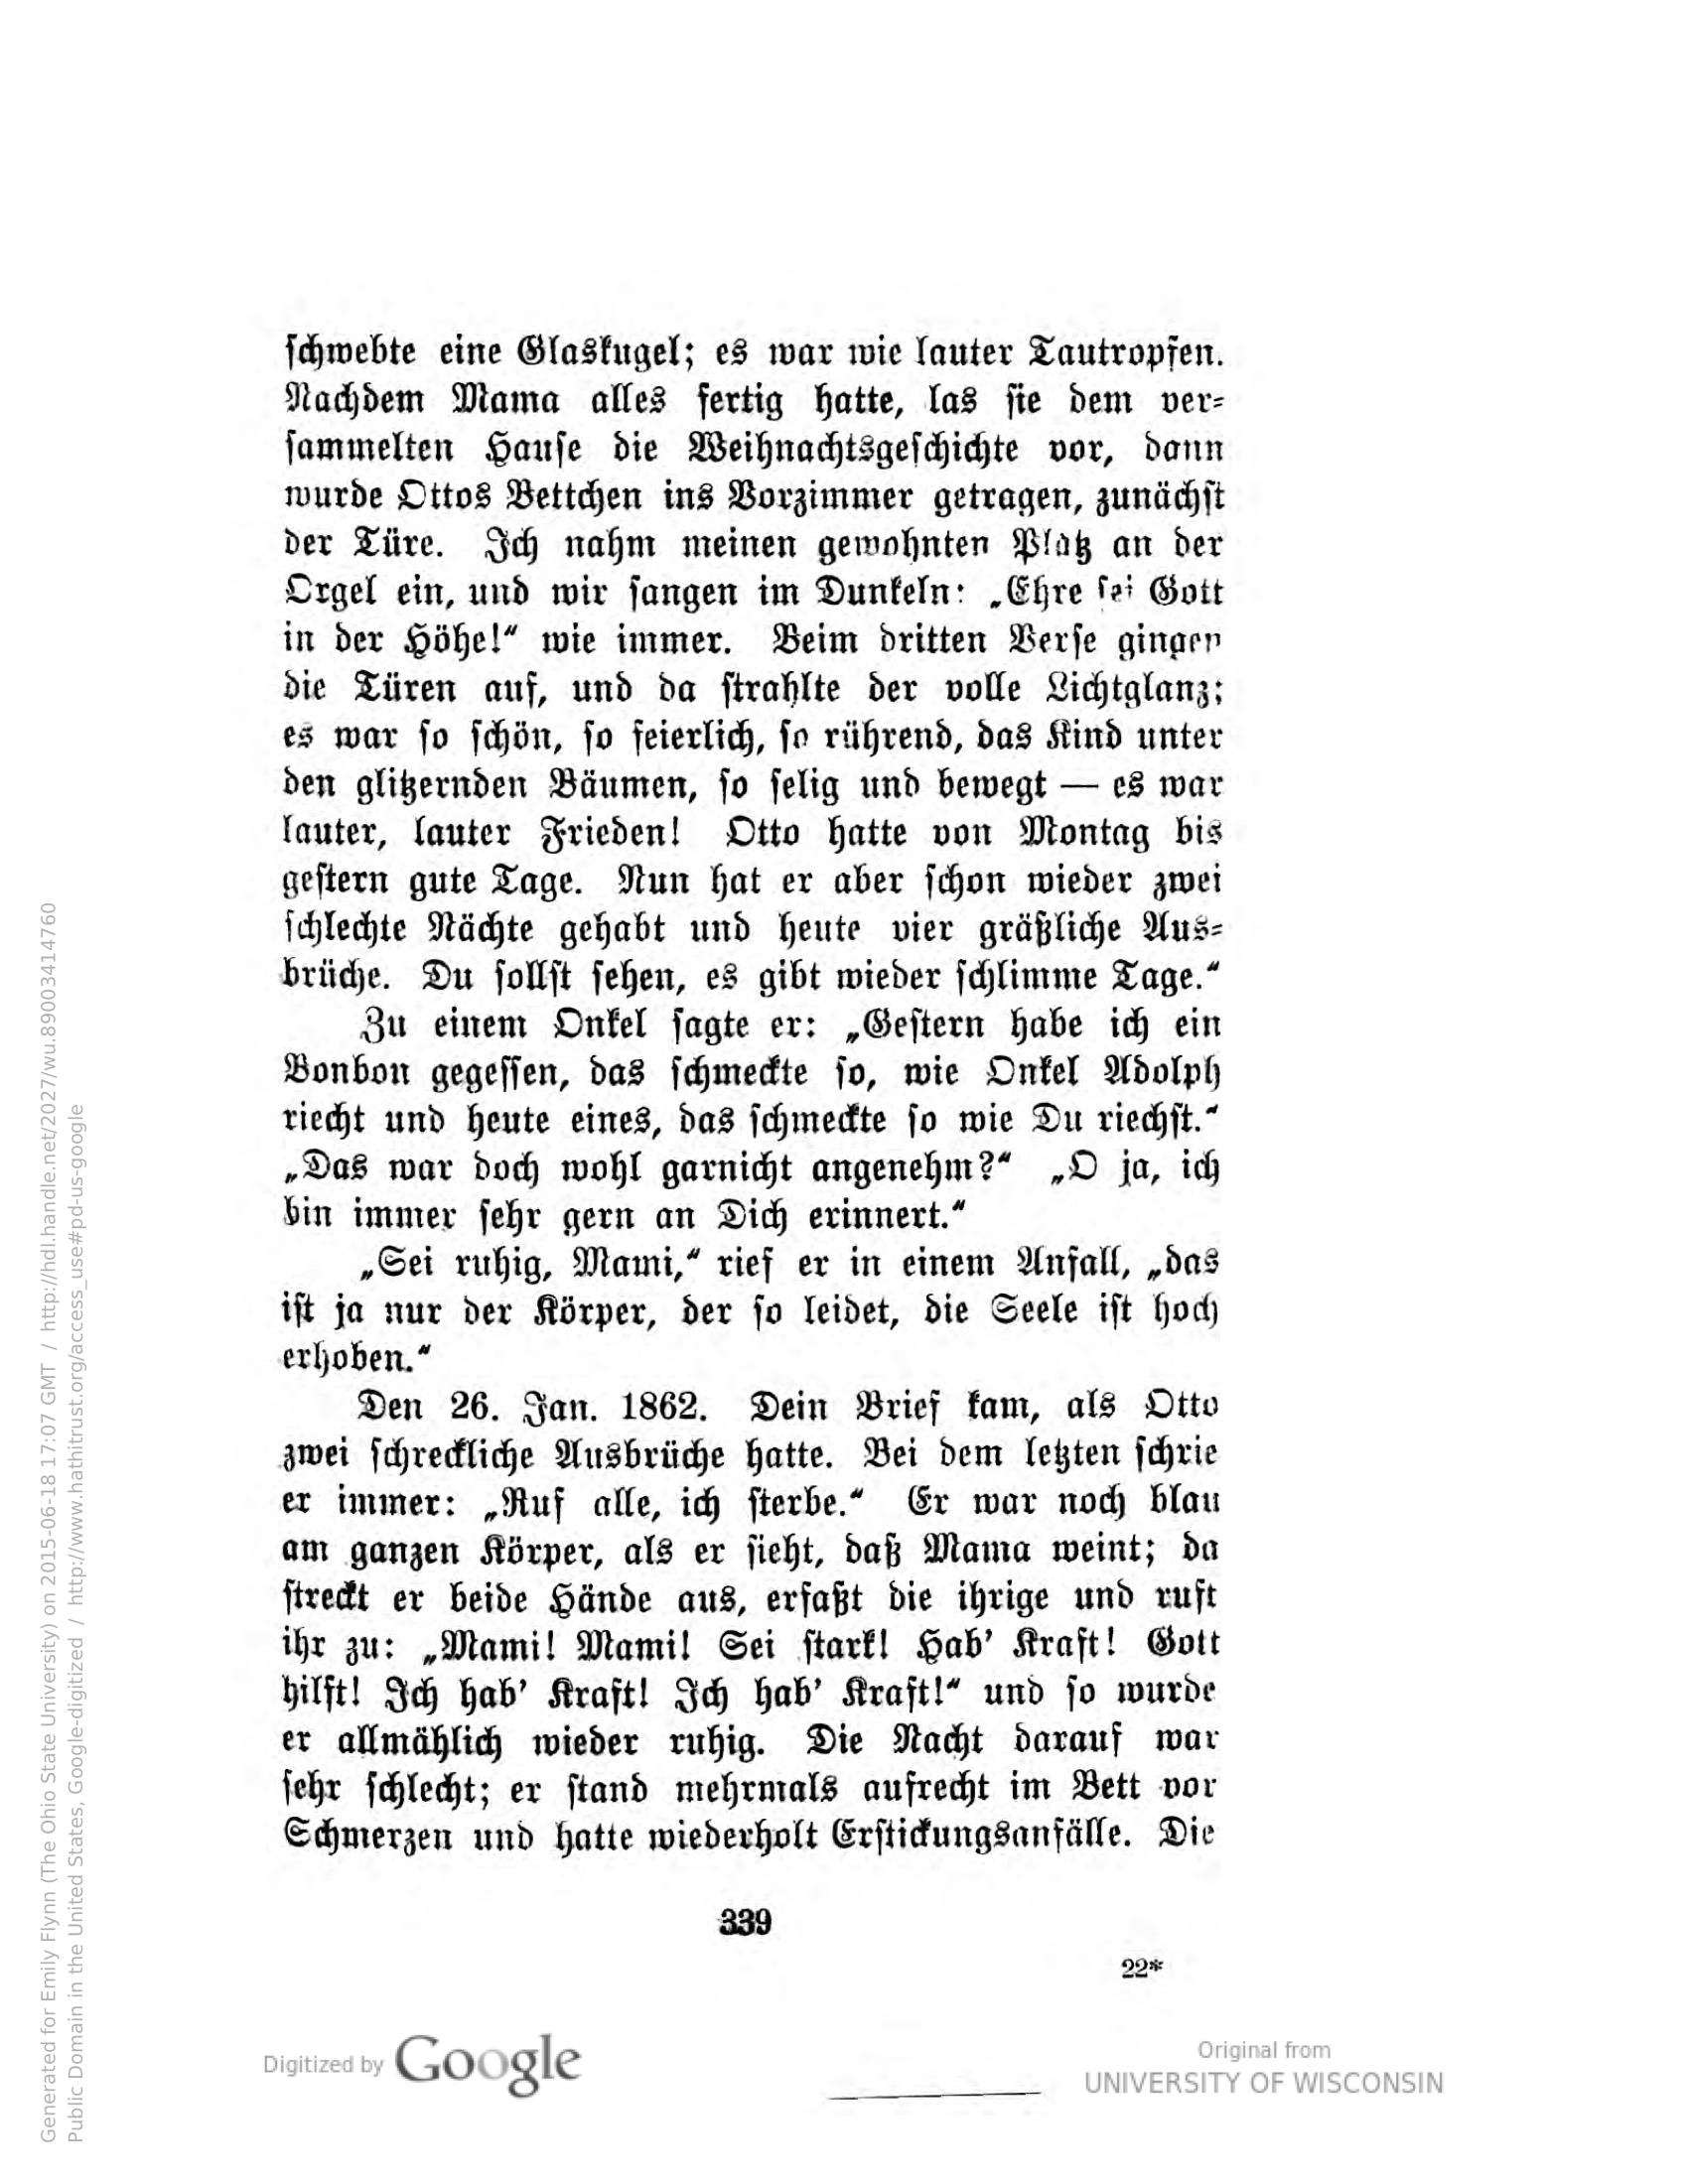 schwebte eine Glaskugel; es war wie lauter Tautropfen.
Nachdem Mama alles fertig hatte, las sie dem ver=
sammelten Hause die Weihnachtsgeschichte vor, dann
wurde Ottos Bettchen ins Vorzimmer getragen, zunächst
der Türe. Ich nahm meinen gewohnten Platz an der
Orgel ein, und wir sangen im Dunkeln: „Ehre sei Gott
in der Höhe!“ wie immer. Beim dritten Verse gingen
die Türen auf, und da strahlte der volle Lichtglanz;
es war so schön, so feierlich, so rührend, das Kind unter
den glitzernden Bäumen, so selig und bewegt — es war
lauter, lauter Frieden! Otto hatte von Montag bis
gestern gute Tage. Nun hat er aber schon wieder zwei
schlechte Nächte gehabt und heute vier gräßliche Aus=
brüche. Du sollst sehen, es gibt wieder schlimme Tage.“
Zu einem Onkel sagte er: „Gestern habe ich ein
Bonbon gegessen, das schmeckte so, wie Onkel Adolph
riecht und heute eines, das schmeckte so wie Du riechst.“
„Das war doch wohl garnicht angenehm?“ „O ja, ich
bin immer sehr gern an Dich erinnert.“
„Sei ruhig, Mami,“ rief er in einem Anfall, „das
ist ja nur der Körper, der so leidet, die Seele ist hoch
erhoben.“
Den 26. Jan. 1862. Dein Brief kam, als Otto
zwei schreckliche Ausbrüche hatte. Bei dem letzten schrie
er immer: „Ruf alle, ich sterbe.“ Er war noch blau
am ganzen Körper, als er sieht, daß Mama weint; da
streckt er beide Hände aus, erfaßt die ihrige und ruft
ihr zu: „Mami! Mami! Sei stark! Hab’ Kraft! Gott
hilft! Ich hab’ Kraft! Ich hab’ Kraft!“ und so wurde
er allmählich wieder ruhig. Die Nacht darauf war
sehr schlecht; er stand mehrmals aufrecht im Bett vor
Schmerzen und hatte wiederholt Erstickungsanfälle. Die
339
22*
Digitized by Google
Original from
UNIVERSITY OF WISCONSIN
Generated for Emily Flynn (The Ohio State University) on 2015-06-18 17:07 GMT / http://hdl.handle.net/2027/wu.89003414760
Public Domain in the United States, Google-digitized / http://www.hathitrust.org/access_use#pd-us-google